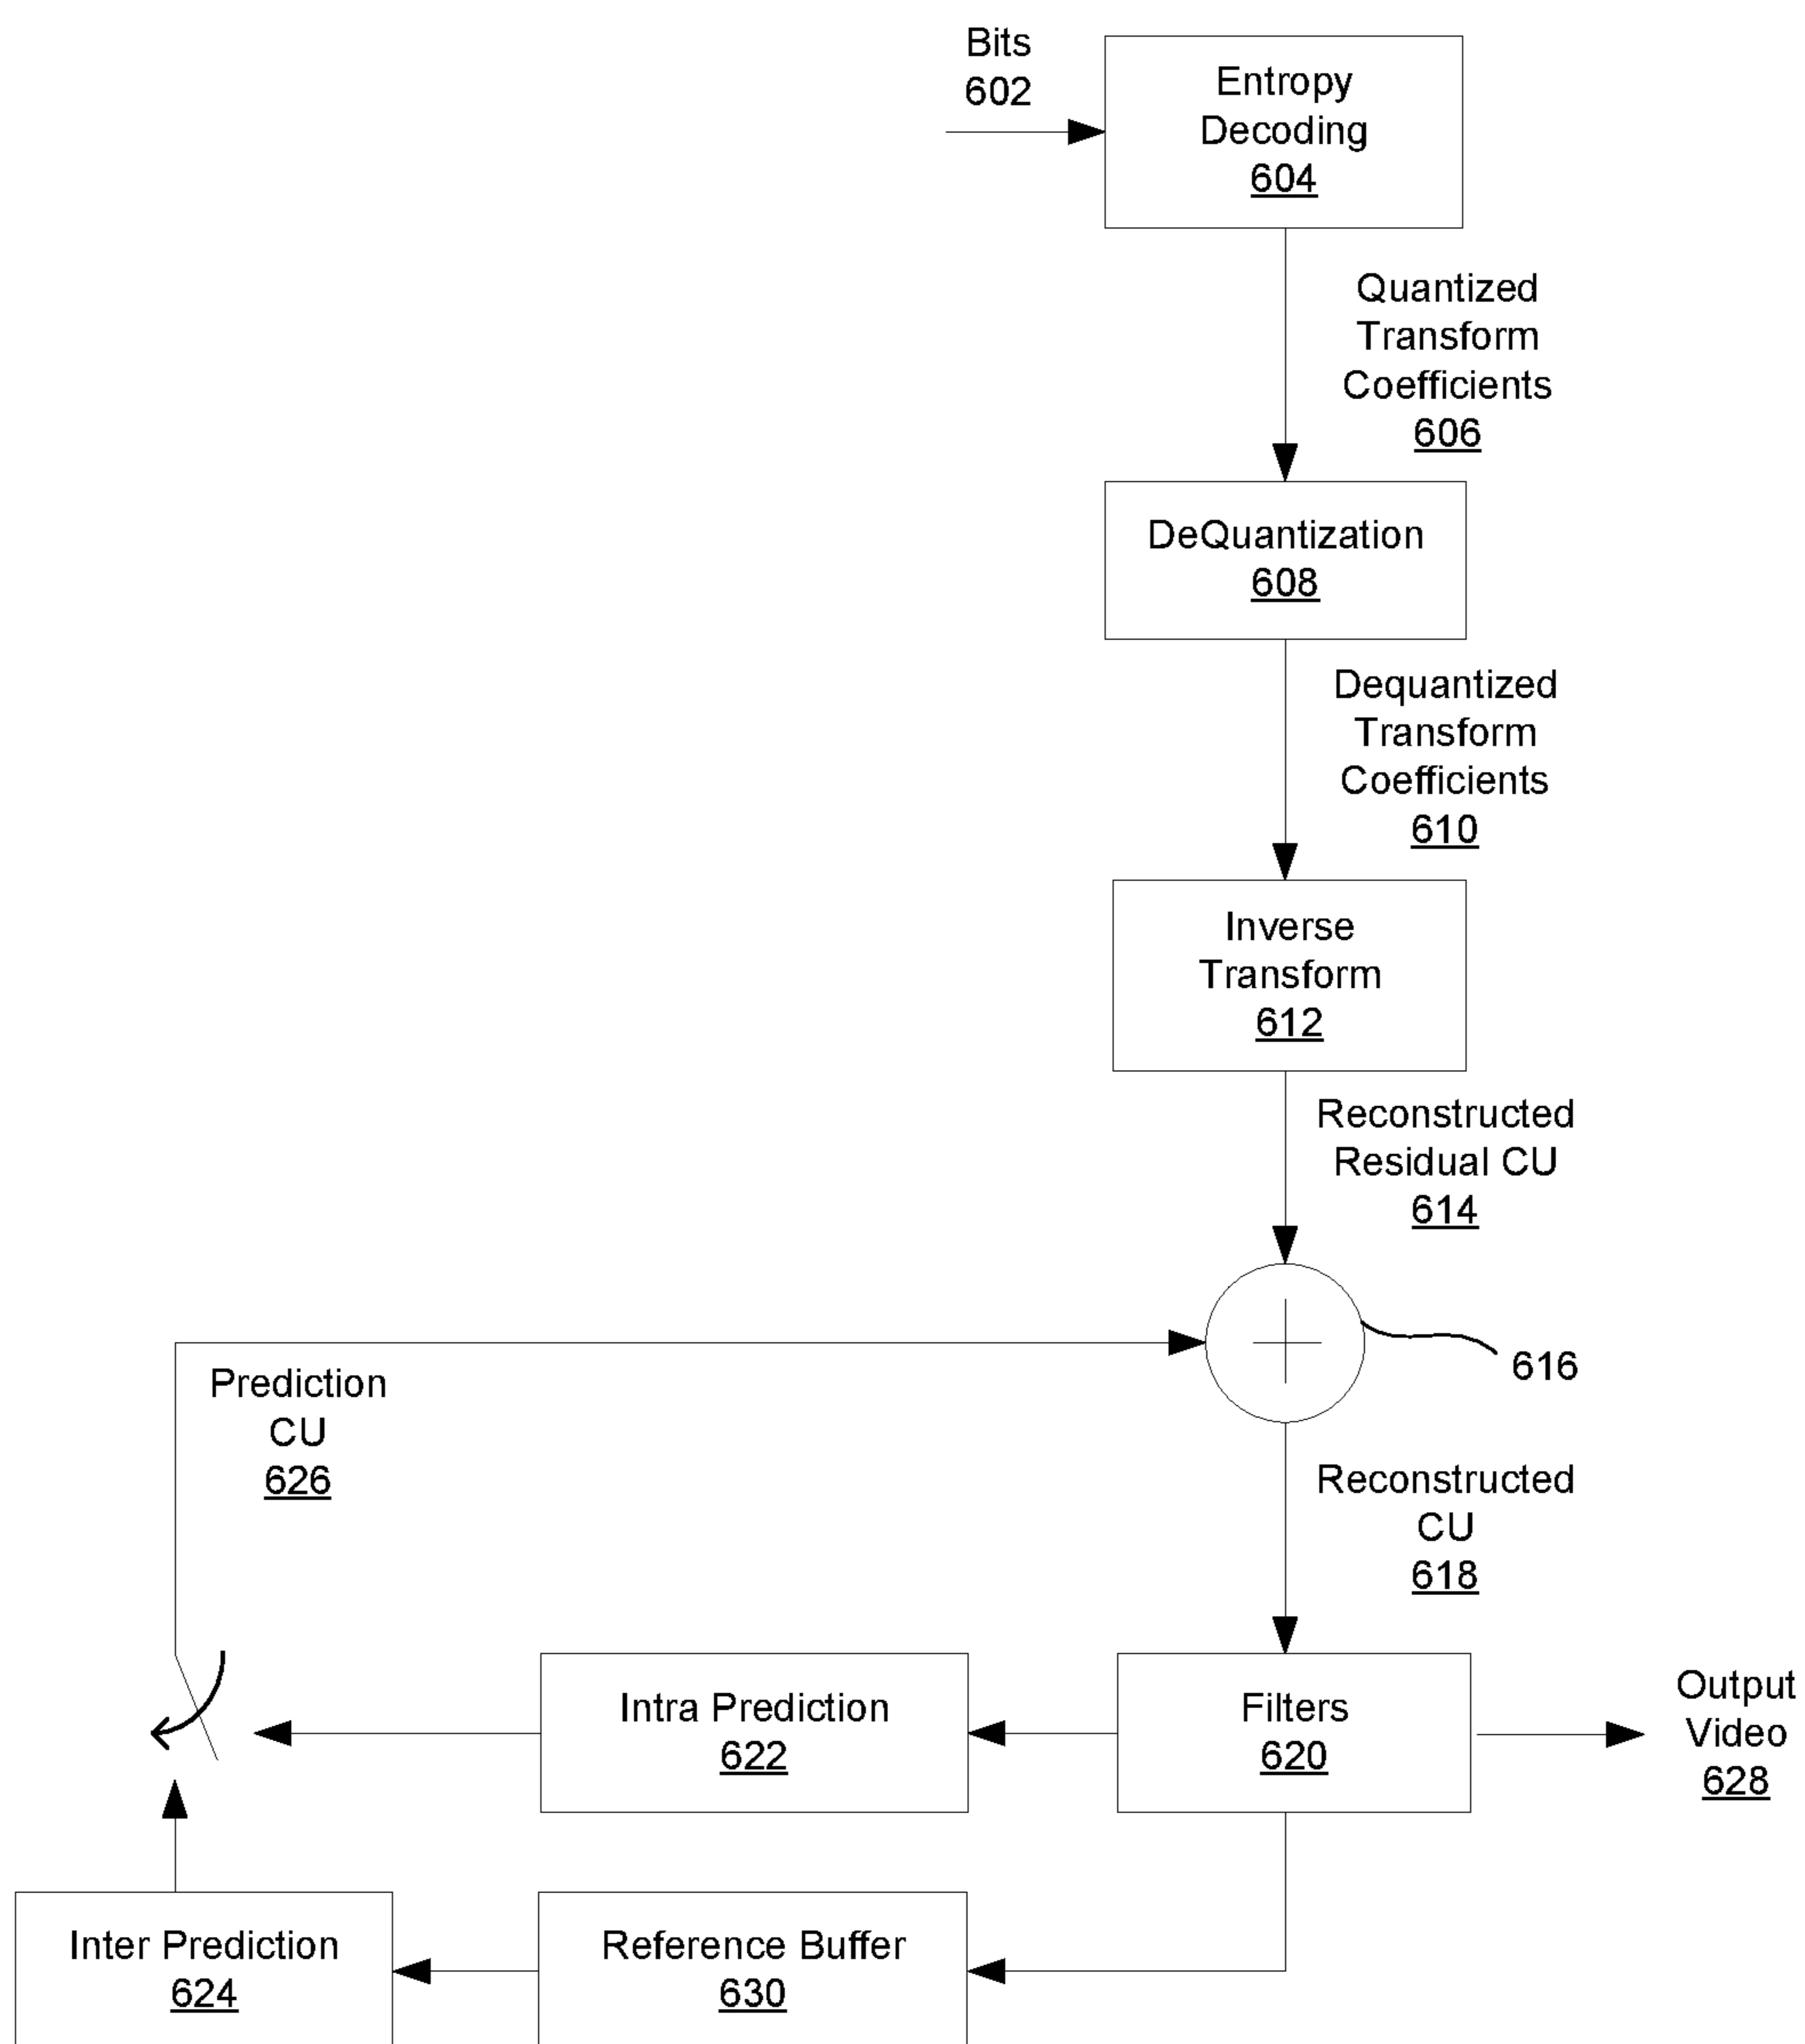 Bits
602
Entropy
Decoding
604
Quantized
Transform
Coefficients
606
DeQuantization
608
Dequantized
Transform
Coefficients
610
Inverse
Transform
612
Reconstructed
Residual CU
614
616
Prediction
CU
626
Reconstructed
CU
618
Intra Prediction
622
Filters
620
Output
Video
628
Inter Prediction
624
Reference Buffer
630